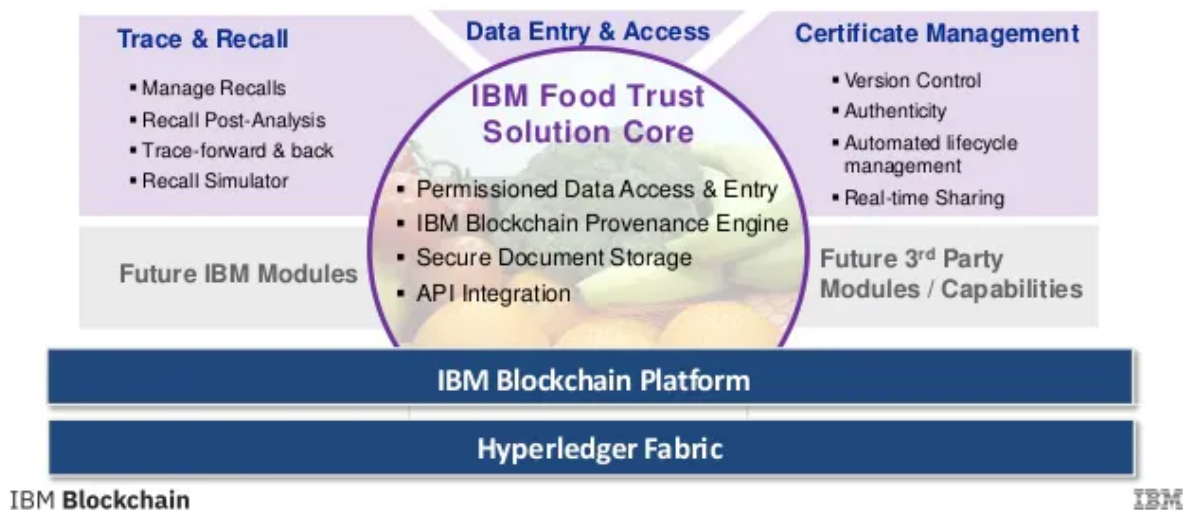 Trace & Recall
▪ Manage Recalls
▪ Recall Post-Analysis
▪ Trace-forward & back
▪ Recall Simulator
Data Entry & Access
Certificate Management
▪ Version Control
▪ Authenticity
▪ Automated lifecycle
management
▪ Real-time Sharing
IBM Food Trust
Solution Core
▪ Permissioned Data Access & Entry
▪ IBM Blockchain Provenance Engine
▪ Secure Document Storage
▪ API Integration
Future IBM Modules
Future 3rd Party
Modules / Capabilities
IBM Blockchain Platform
Hyperledger Fabric
IBM Blockchain
IBM